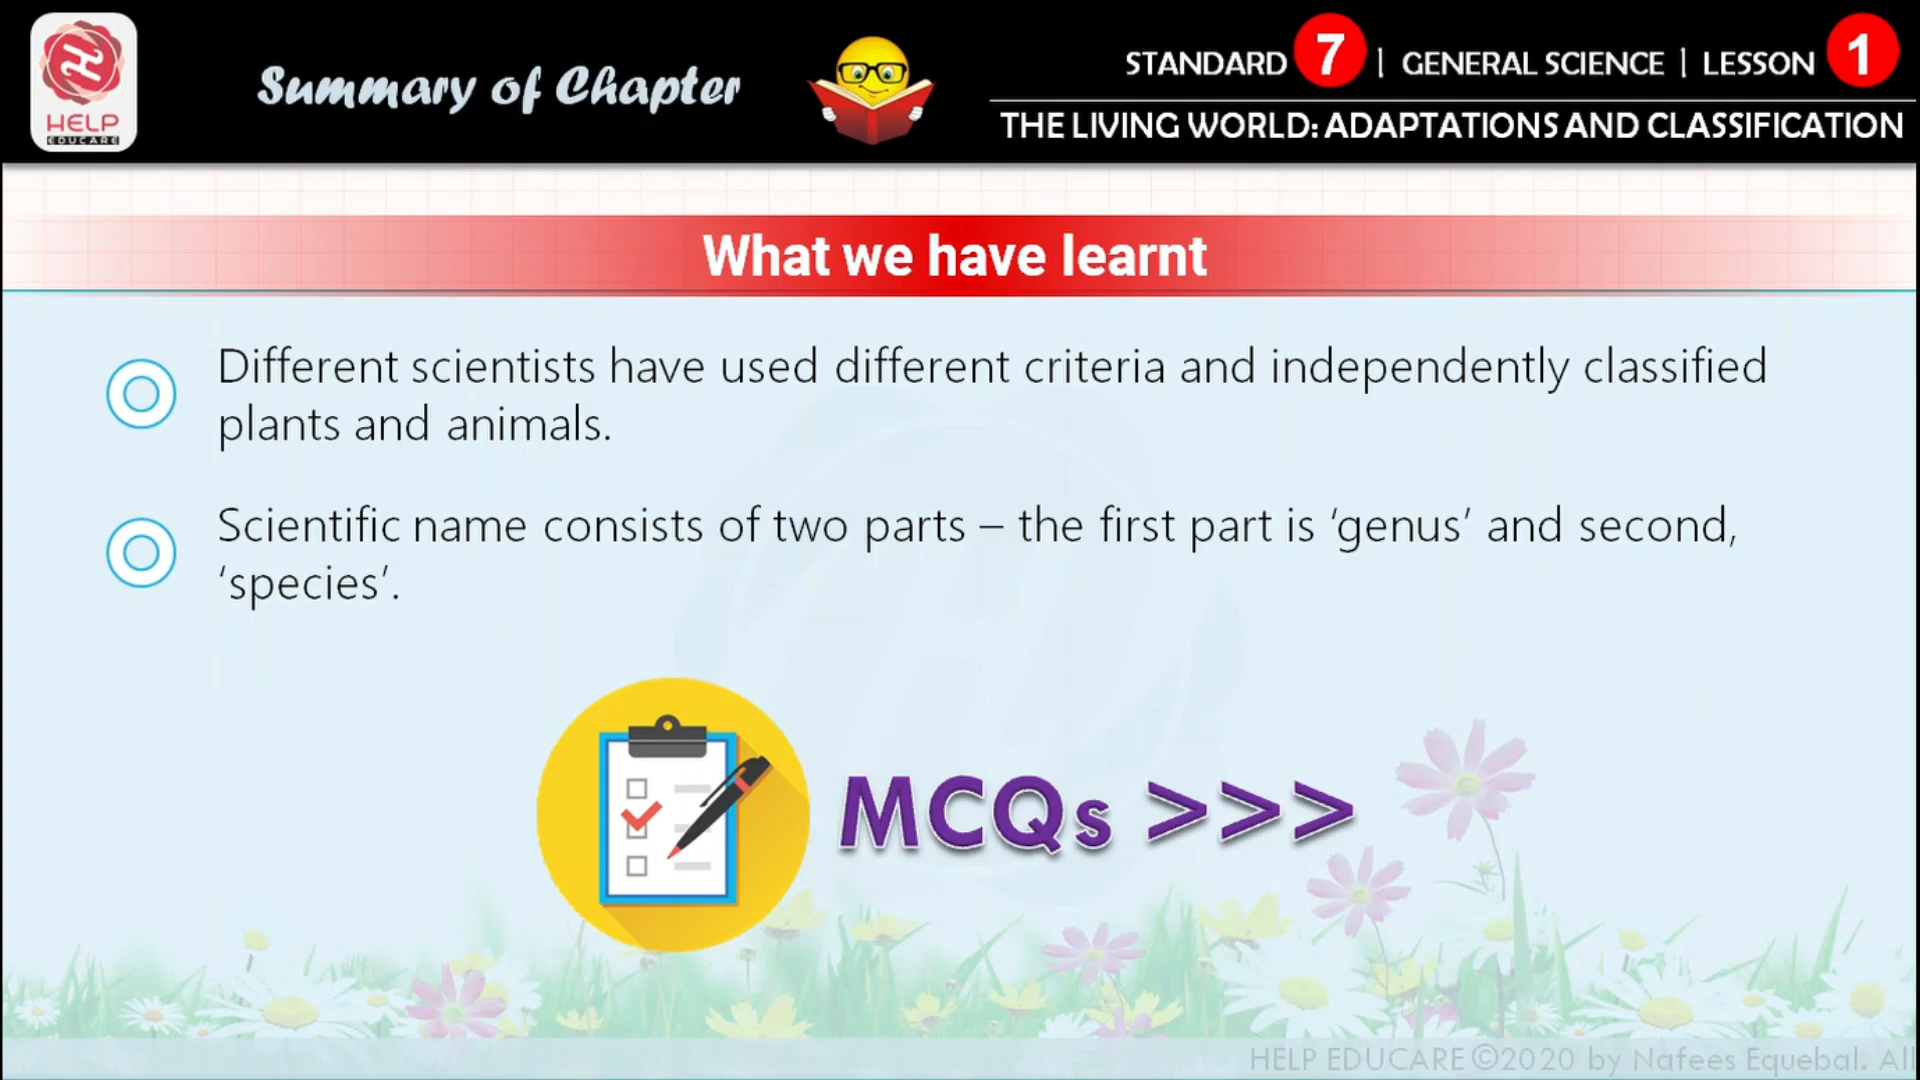 HELP
EDUCARE
Summary of Chapter
STANDARD 7 | GENERAL SCIENCE | LESSON 1
THE LIVING WORLD: ADAPTATIONS AND CLASSIFICATION
What we have learnt
Different scientists have used different criteria and independently classified
plants and animals.
Scientific name consists of two parts – the first part is ‘genus’ and second,
‘species’.
MCQs >>>
HELP EDUCARE ©2020 by Nafees Equebal. All